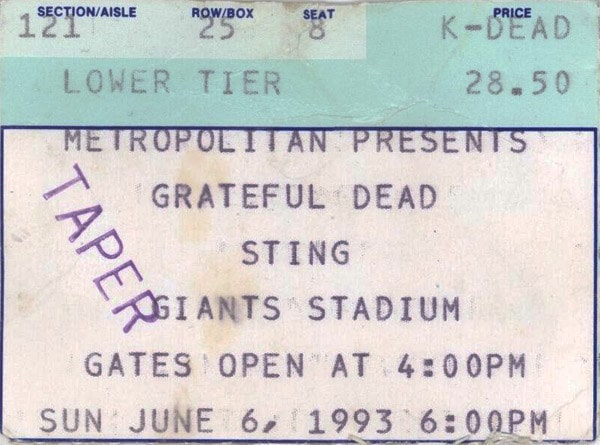 SECTION/AISLE ROW/BOX SEAT PRICE
121 25 8 K-DEAD
LOWER TIER 28.50
METROPOLITAN PRESENTS
GRATEFUL DEAD
STING
GIANTS STADIUM
GATES OPEN AT 4:00PM
SUN JUNE 6, 1993 6:00PM
TAPER